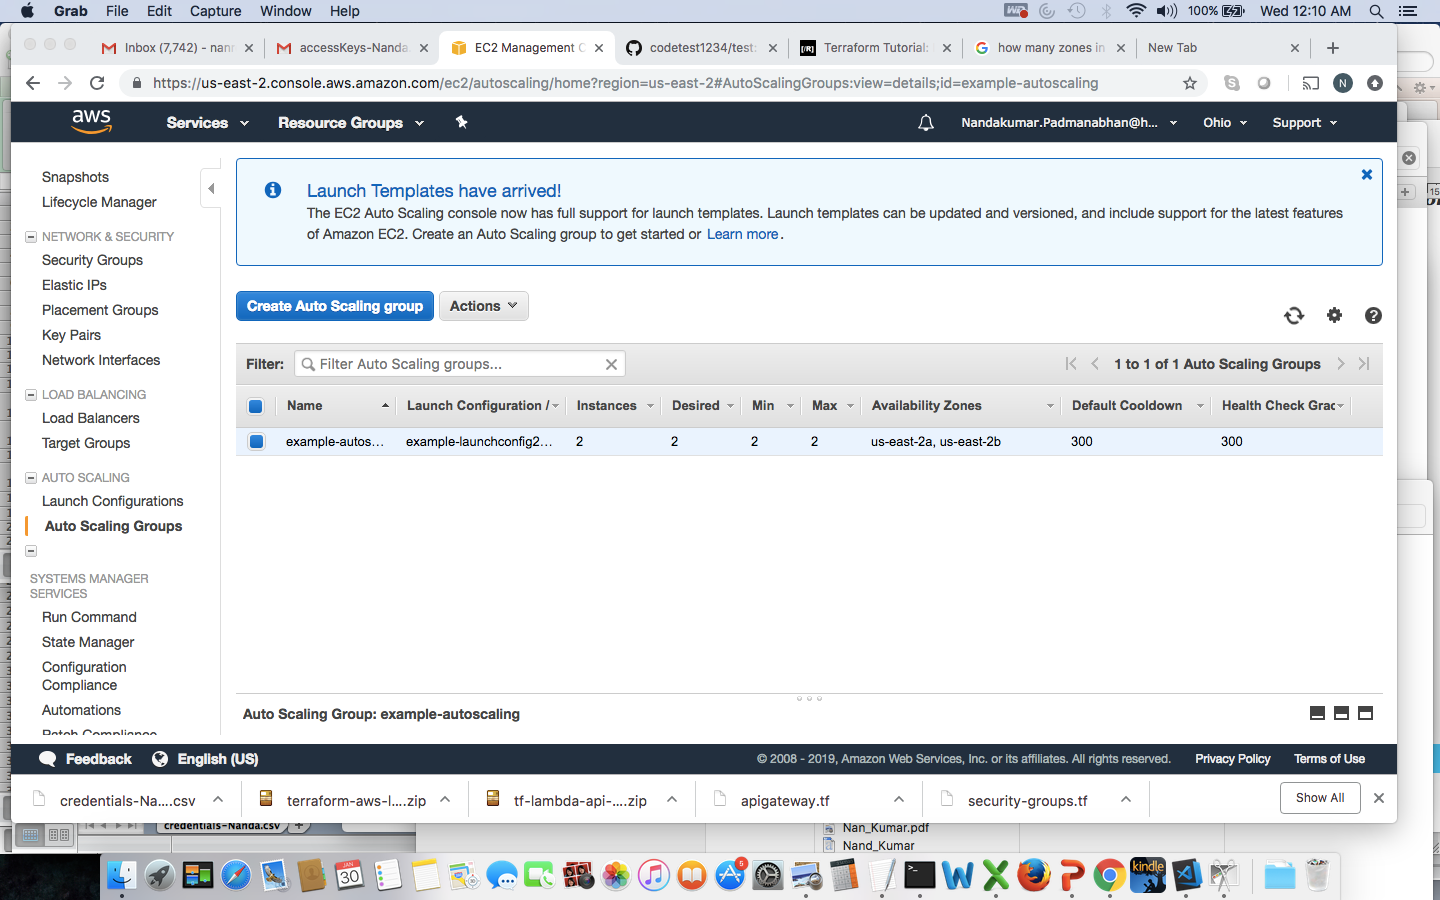 Grab File Edit Capture Window Help 100% Wed 12:10 AM
Inbox (7,742) - nanr
accessKeys-Nanda.
EC2 Management C
codetest1234/test:
[/R] Terraform Tutorial:
how many zones in
New Tab
https://us-east-2.console.aws.amazon.com/ec2/autoscaling/home?region=us-east-2#AutoScalingGroups:view=details;id=example-autoscaling
N
aws Services Resource Groups Nandakumar.Padmanabhan@h... Ohio Support
Snapshots
Lifecycle Manager
NETWORK & SECURITY
Security Groups
Elastic IPs
Placement Groups
Key Pairs
Network Interfaces
LOAD BALANCING
Load Balancers
Target Groups
AUTO SCALING
Launch Configurations
Auto Scaling Groups
SYSTEMS MANAGER
SERVICES
Run Command
State Manager
Configuration
Compliance
Automations
Patch Compliance
Launch Templates have arrived!
The EC2 Auto Scaling console now has full support for launch templates. Launch templates can be updated and versioned, and include support for the latest features
of Amazon EC2. Create an Auto Scaling group to get started or Learn more.
Create Auto Scaling group Actions
Filter: Filter Auto Scaling groups... 1 to 1 of 1 Auto Scaling Groups
Name Launch Configuration / Instances Desired Min Max Availability Zones Default Cooldown Health Check Grac
example-autos... example-launchconfig2... 2 2 2 2 us-east-2a, us-east-2b 300 300
Auto Scaling Group: example-autoscaling
Feedback English (US) © 2008 - 2019, Amazon Web Services, Inc. or its affiliates. All rights reserved. Privacy Policy Terms of Use
credentials-Na....csv
terraform-aws-l....zip
tf-lambda-api-....zip
apigateway.tf
security-groups.tf
Show All
credentials-Nanda.csv
Nan_Kumar.pdf
Nand_Kumar
JAN
30
5
kindle